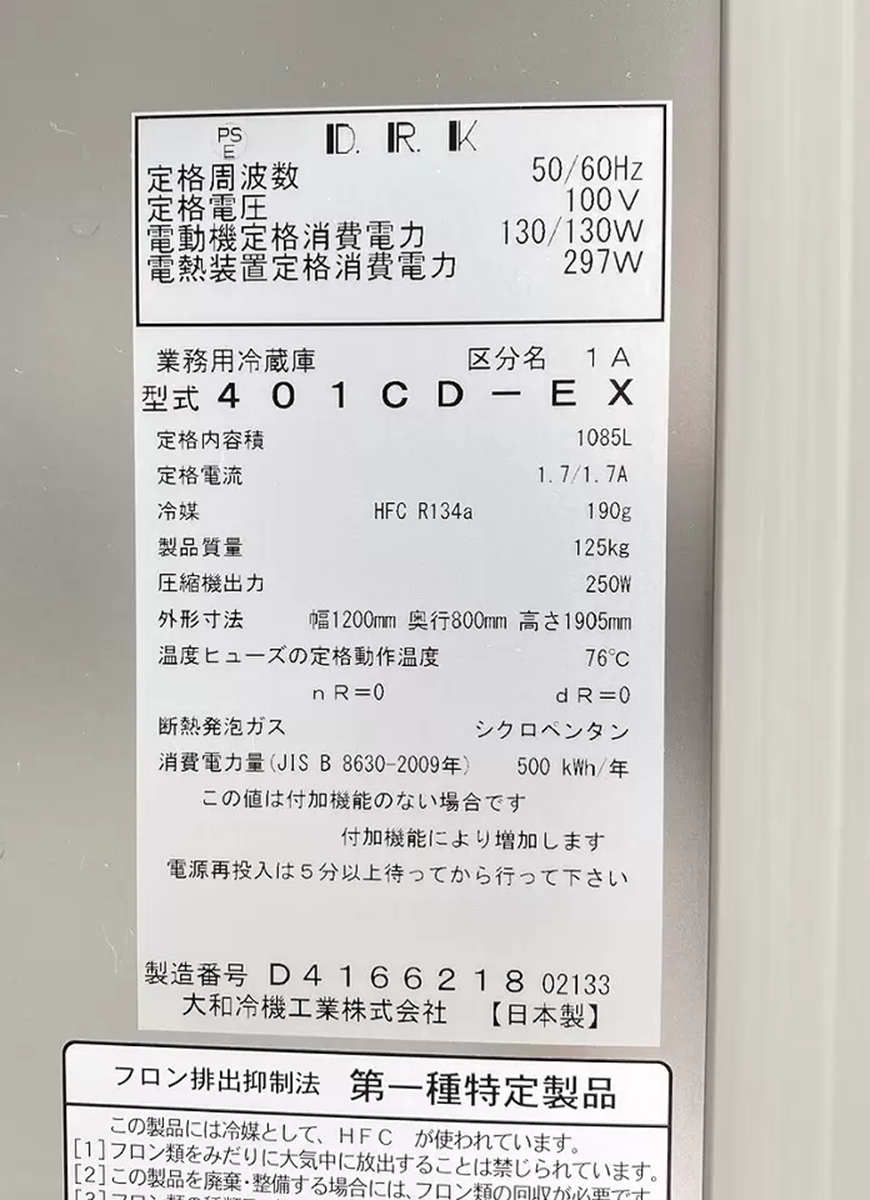 PS
E
D.R.K
定格周波数 50/60Hz
定格電圧 100V
電動機定格消費電力 130/130W
電熱装置定格消費電力 297W
業務用冷蔵庫 区分名 1A
型式 401CD-EX
定格内容積 1085L
定格電流 1.7/1.7A
冷媒 HFC R134a 190g
製品質量 125kg
圧縮機出力 250W
外形寸法 幅1200mm 奥行800mm 高さ1905mm
温度ヒューズの定格動作温度 76℃
nR=0 dR=0
断熱発泡ガス シクロペンタン
消費電力量(JIS B 8630-2009年) 500 kWh/年
この値は付加機能のない場合です
付加機能により増加します
電源再投入は5分以上待ってから行って下さい
製造番号 D4166218 02133
大和冷機工業株式会社 【日本製】
フロン排出抑制法 第一種特定製品
この製品には冷媒として、HFC が使われています。
[1]フロン類をみだりに大気中に放出することは禁じられています。
[2]この製品を廃棄・整備する場合には、フロン類の回収が必要です。